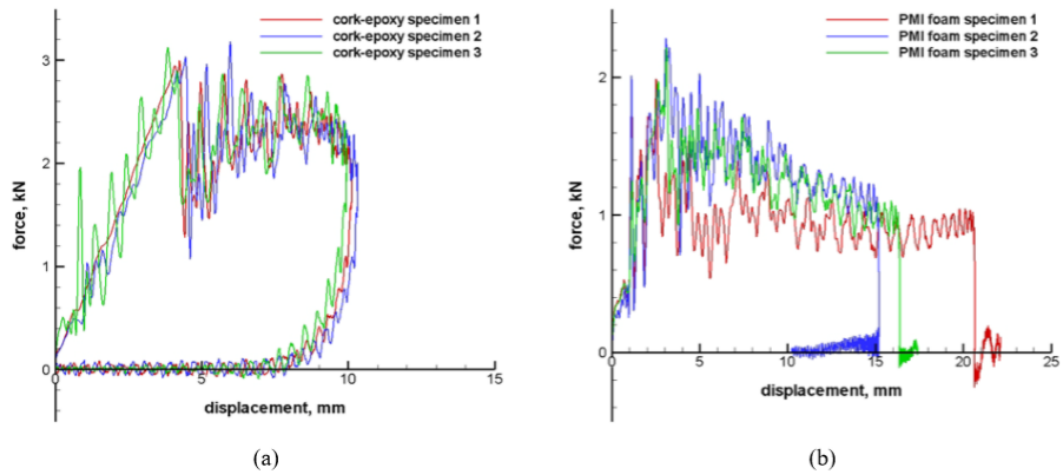 cork-epoxy specimen 1
cork-epoxy specimen 2
cork-epoxy specimen 3
force, kN
3
2
1
0
0
5
10
15
displacement, mm
(a)
PMI foam specimen 1
PMI foam specimen 2
PMI foam specimen 3
force, kN
2
1
0
0
5
10
15
20
25
displacement, mm
(b)